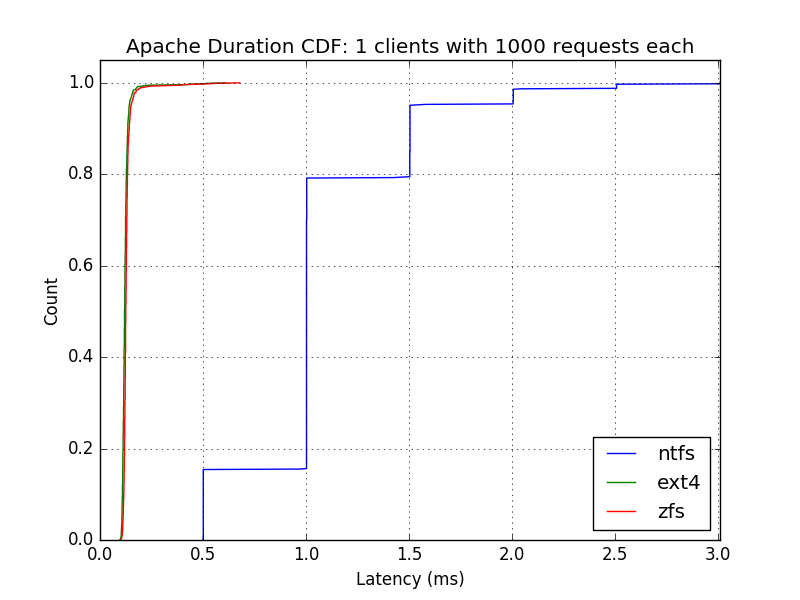 Apache Duration CDF: 1 clients with 1000 requests each
1.0
0.8
0.6
0.4
0.2
0.0
Count
0.0 0.5 1.0 1.5 2.0 2.5 3.0
Latency (ms)
ntfs
ext4
zfs